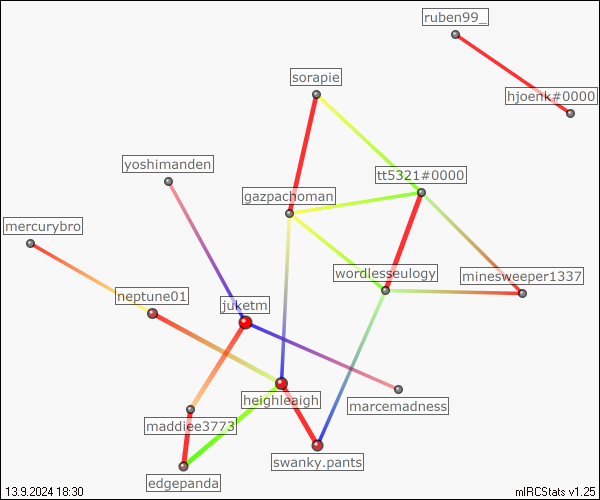 ruben99_
sorapie
hjoenk#0000
yoshimanden
tt5321#0000
gazpachoman
mercurybro
wordlesseulogy
minesweeper1337
neptune01
juketm
heighleaigh
marcemadness
maddiee3773
swanky.pants
edgepanda
13.9.2024 18:30
mIRCStats v1.25